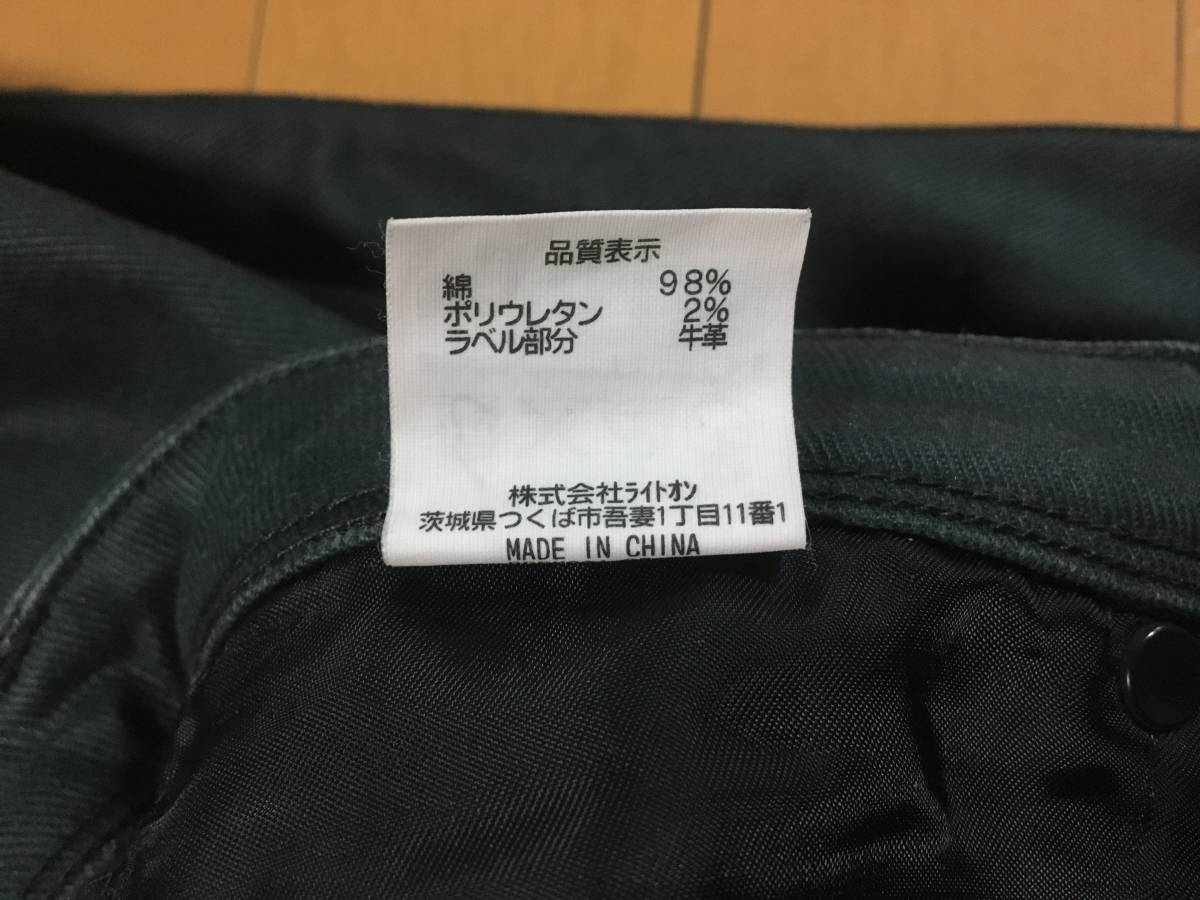 品質表示
綿 98%
ポリウレタン 2%
ラベル部分 牛革
株式会社ﾗｲﾄｵﾝ
茨城県つくば市吾妻1丁目11番1
MADE IN CHINA